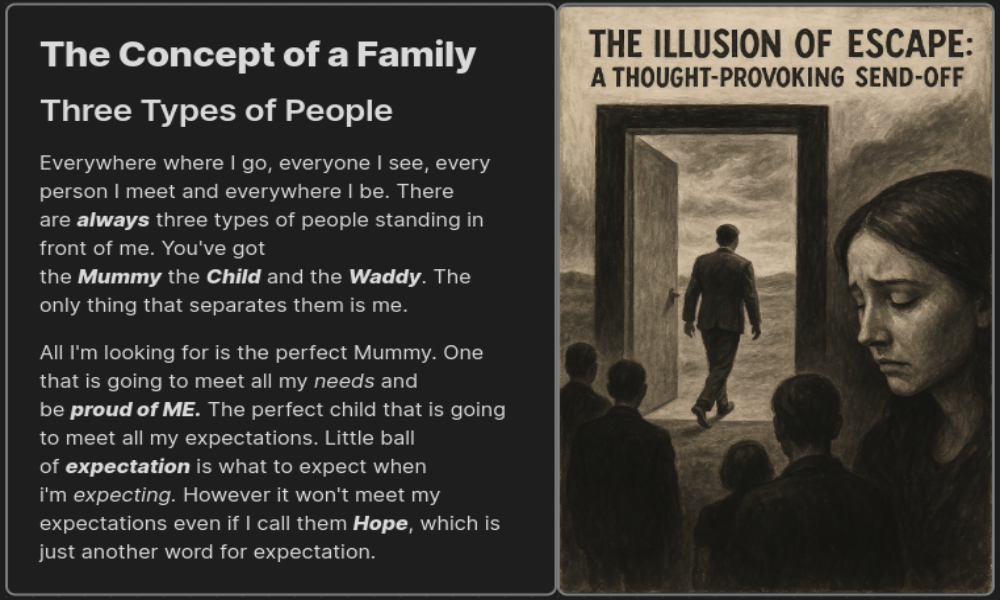 The Concept of a Family
Three Types of People
Everywhere where I go, everyone I see, every
person I meet and everywhere I be. There
are always three types of people standing in
front of me. You've got
the Mummy the Child and the Waddy. The
only thing that separates them is me.
All I'm looking for is the perfect Mummy. One
that is going to meet all my needs and
be proud of ME. The perfect child that is going
to meet all my expectations. Little ball
of expectation is what to expect when
i'm expecting. However it won't meet my
expectations even if I call them Hope, which is
just another word for expectation.
THE ILLUSION OF ESCAPE:
A THOUGHT-PROVOKING SEND-OFF